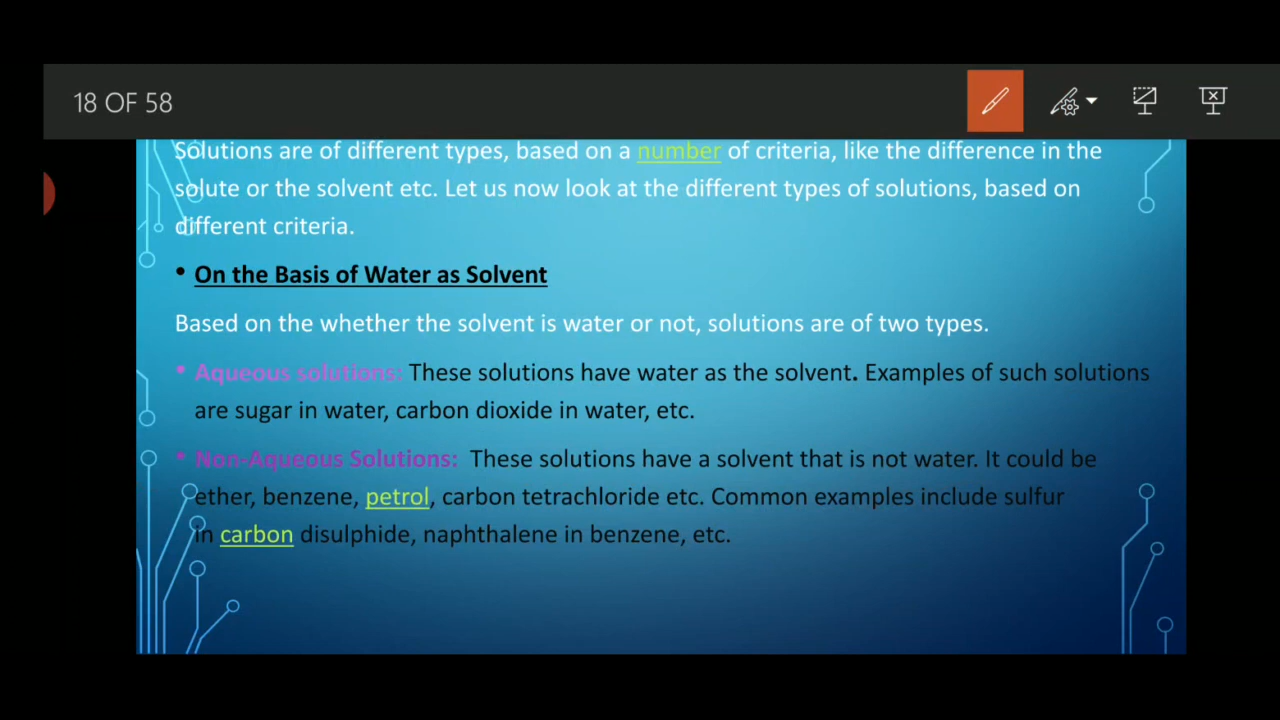 18 OF 58
Solutions are of different types, based on a number of criteria, like the difference in the
solute or the solvent etc. Let us now look at the different types of solutions, based on
different criteria.
• On the Basis of Water as Solvent
Based on the whether the solvent is water or not, solutions are of two types.
• Aqueous solutions: These solutions have water as the solvent. Examples of such solutions
are sugar in water, carbon dioxide in water, etc.
• Non-Aqueous Solutions: These solutions have a solvent that is not water. It could be
ether, benzene, petrol, carbon tetrachloride etc. Common examples include sulfur
in carbon disulphide, naphthalene in benzene, etc.